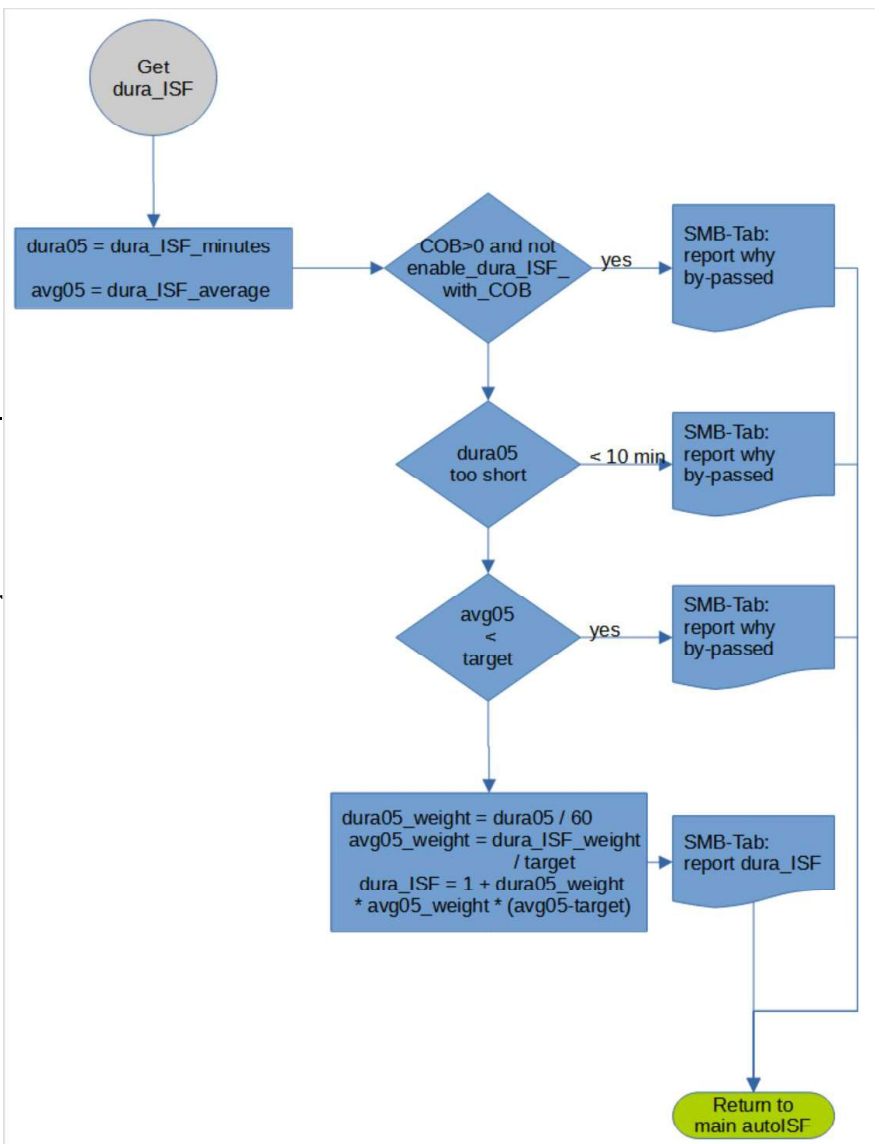 Get
dura_ISF
dura05 = dura_ISF_minutes
avg05 = dura_ISF_average
COB>0 and not
enable_dura_ISF_
with_COB
yes
SMB-Tab:
report why
by-passed
dura05
too short
< 10 min
SMB-Tab:
report why
by-passed
avg05
<
target
yes
SMB-Tab:
report why
by-passed
dura05_weight = dura05 / 60
avg05_weight = dura_ISF_weight
/ target
dura_ISF = 1 + dura05_weight
* avg05_weight * (avg05-target)
SMB-Tab:
report dura_ISF
Return to
main autoISF